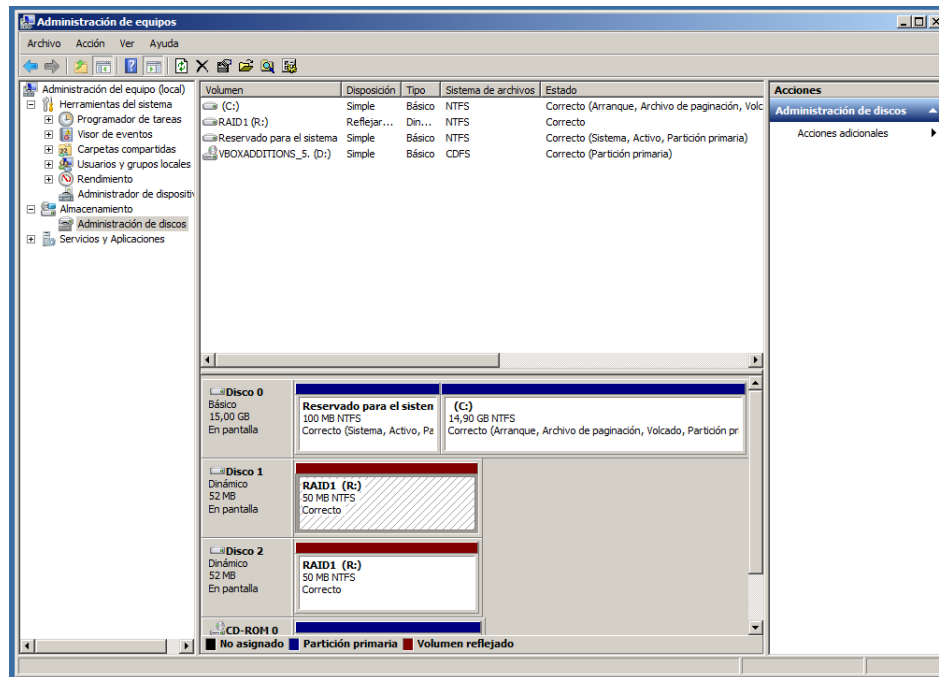 Administración de equipos
Archivo Acción Ver Ayuda
Administración del equipo (local)
Herramientas del sistema
Programador de tareas
Visor de eventos
Carpetas compartidas
Usuarios y grupos locales
Rendimiento
Administrador de dispositiv
Almacenamiento
Administración de discos
Servicios y Aplicaciones
Volumen Disposición Tipo Sistema de archivos Estado
(C:) Simple Básico NTFS Correcto (Arranque, Archivo de paginación, Volc
RAID1 (R:) Reflejar... Din... NTFS Correcto
Reservado para el sistema Simple Básico NTFS Correcto (Sistema, Activo, Partición primaria)
VBOXADDITIONS_5. (D:) Simple Básico CDFS Correcto (Partición primaria)
Disco 0
Básico
15,00 GB
En pantalla
Reservado para el sisten
100 MB NTFS
Correcto (Sistema, Activo, Pa
(C:)
14,90 GB NTFS
Correcto (Arranque, Archivo de paginación, Volcado, Partición pr
Disco 1
Dinámico
52 MB
En pantalla
RAID1 (R:)
50 MB NTFS
Correcto
Disco 2
Dinámico
52 MB
En pantalla
RAID1 (R:)
50 MB NTFS
Correcto
CD-ROM 0
No asignado Partición primaria Volumen reflejado
Acciones
Administración de discos
Acciones adicionales